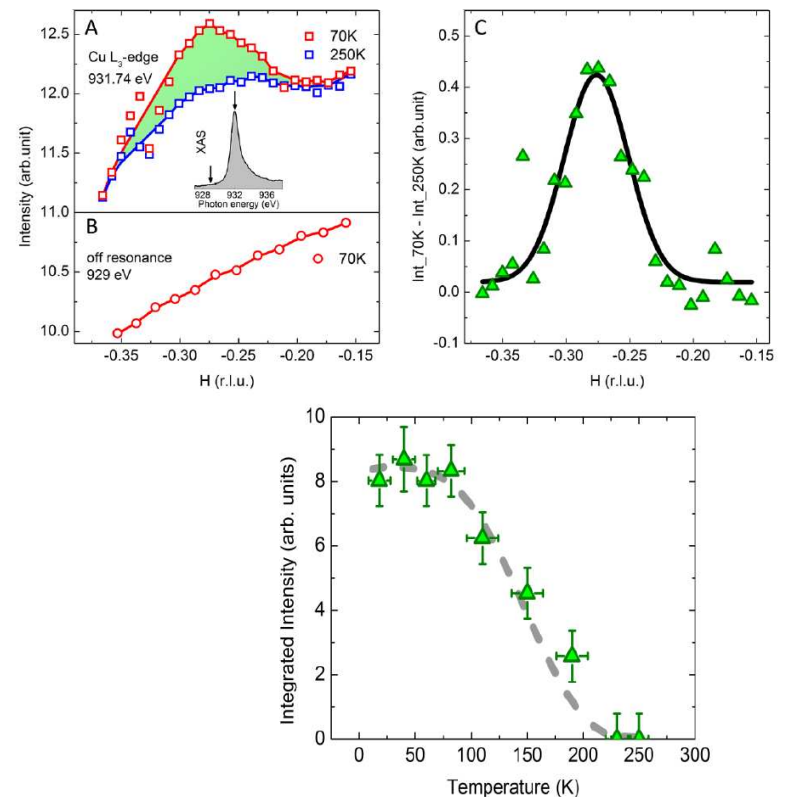 A
Cu L3-edge
931.74 eV
70K
250K
12.5
12.0
11.5
11.0
XAS
928 932 936
Photon energy (eV)
Intensity (arb.unit)
B
off resonance
929 eV
70K
10.5
10.0
-0.35 -0.30 -0.25 -0.20 -0.15
H (r.l.u.)
C
Int_70K - Int_250K (arb.unit)
0.5
0.4
0.3
0.2
0.1
0.0
-0.1
-0.35 -0.30 -0.25 -0.20 -0.15
H (r.l.u.)
Integrated Intensity (arb. units)
10
8
6
4
2
0
0 50 100 150 200 250 300
Temperature (K)